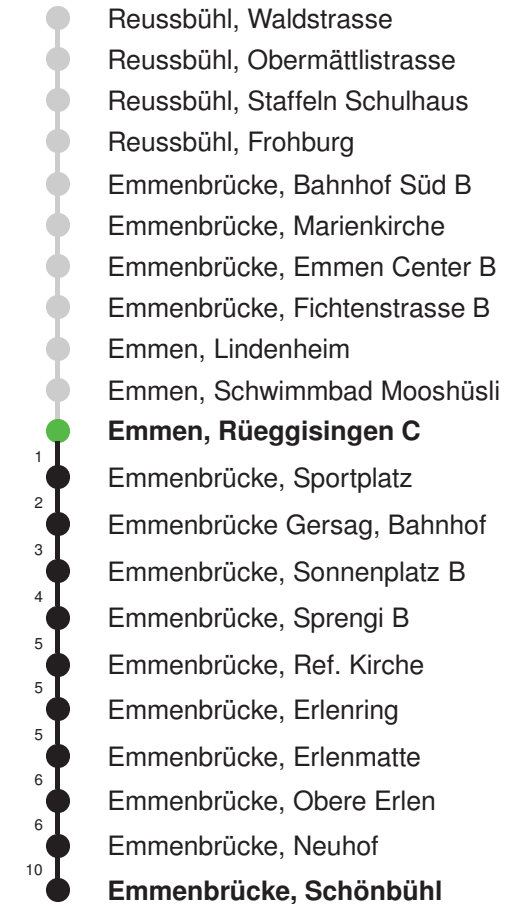 Reussbühl, Waldstrasse
Reussbühl, Obermättlistrasse
Reussbühl, Staffeln Schulhaus
Reussbühl, Frohburg
Emmenbrücke, Bahnhof Süd B
Emmenbrücke, Marienkirche
Emmenbrücke, Emmen Center B
Emmenbrücke, Fichtenstrasse B
Emmen, Lindenheim
Emmen, Schwimmbad Mooshüsli
Emmen, Rüeggisingen C
1 Emmenbrücke, Sportplatz
2 Emmenbrücke Gersag, Bahnhof
3 Emmenbrücke, Sonnenplatz B
4 Emmenbrücke, Sprengi B
5 Emmenbrücke, Ref. Kirche
5 Emmenbrücke, Erlenring
5 Emmenbrücke, Erlenmatte
6 Emmenbrücke, Obere Erlen
6 Emmenbrücke, Neuhof
10 Emmenbrücke, Schönbühl